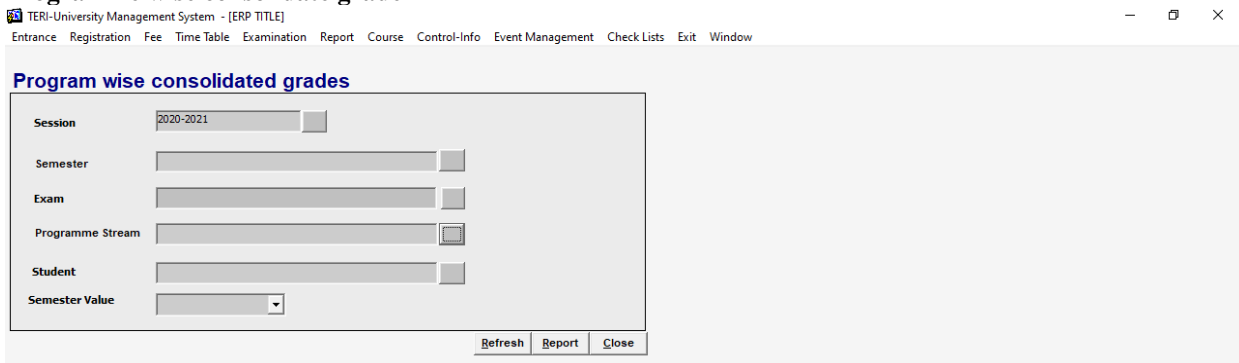 TERI-University Management System - [ERP TITLE]
Entrance Registration Fee Time Table Examination Report Course Control-Info Event Management Check Lists Exit Window
Program wise consolidated grades
Session 2020-2021
Semester
Exam
Programme Stream
Student
Semester Value
Refresh Report Close